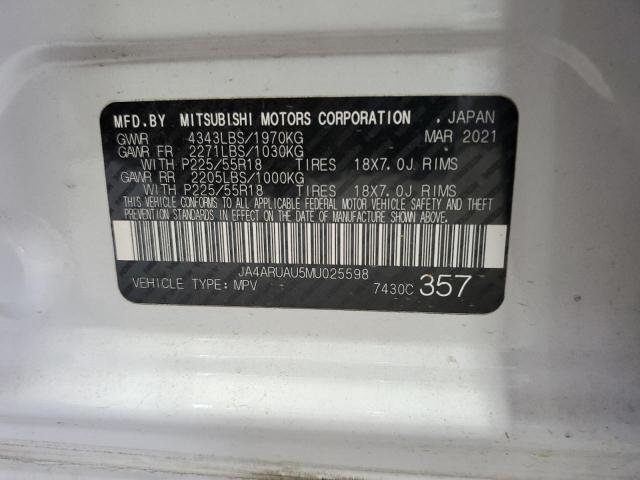 MFD.BY MITSUBISHI MOTORS CORPORATION , JAPAN
GVWR 4343LBS/1970KG MAR 2021
GAWR FR 2271LBS/1030KG
WITH P225/55R18 TIRES 18X7.0J RIMS
GAWR RR 2205LBS/1000KG
WITH P225/55R18 TIRES 18X7.0J RIMS
THIS VEHICLE CONFORMS TO ALL APPLICABLE FEDERAL MOTOR VEHICLE SAFETY AND THEFT
PREVENTION STANDARDS IN EFFECT ON THE DATE OF MANUFACTURE SHOWN ABOVE.
JA4ARUAU5MU025598
VEHICLE TYPE: MPV 7430C 357